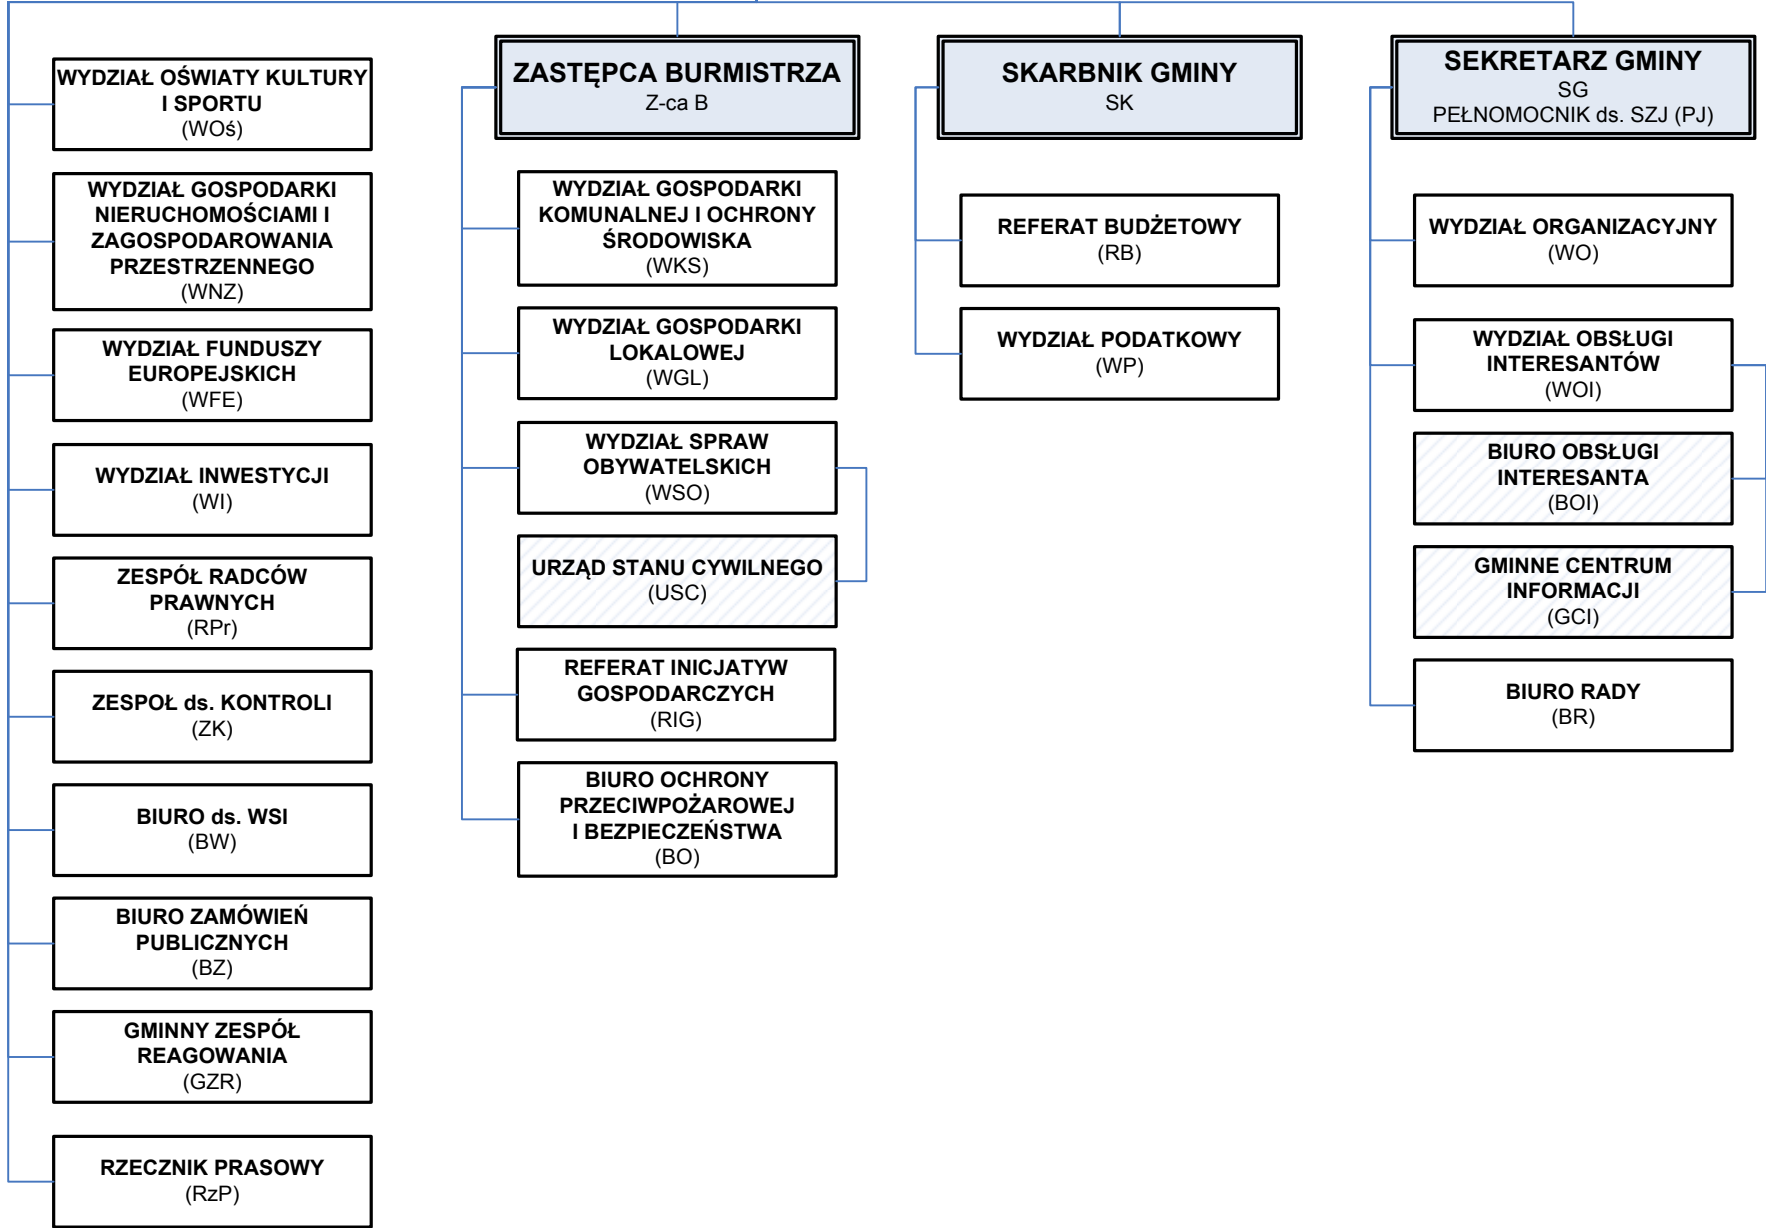 WYDZIAŁ OŚWIATY KULTURY
I SPORTU
(WOś)
WYDZIAŁ GOSPODARKI
NIERUCHOMOŚCIAMI I
ZAGOSPODAROWANIA
PRZESTRZENNEGO
(WNZ)
WYDZIAŁ FUNDUSZY
EUROPEJSKICH
(WFE)
WYDZIAŁ INWESTYCJI
(WI)
ZESPÓŁ RADCÓW
PRAWNYCH
(RPr)
ZESPOŁ ds. KONTROLI
(ZK)
BIURO ds. WSI
(BW)
BIURO ZAMÓWIEŃ
PUBLICZNYCH
(BZ)
GMINNY ZESPÓŁ
REAGOWANIA
(GZR)
RZECZNIK PRASOWY
(RzP)
ZASTĘPCA BURMISTRZA
Z-ca B
WYDZIAŁ GOSPODARKI
KOMUNALNEJ I OCHRONY
ŚRODOWISKA
(WKS)
WYDZIAŁ GOSPODARKI
LOKALOWEJ
(WGL)
WYDZIAŁ SPRAW
OBYWATELSKICH
(WSO)
URZĄD STANU CYWILNEGO
(USC)
REFERAT INICJATYW
GOSPODARCZYCH
(RIG)
BIURO OCHRONY
PRZECIWPOŻAROWEJ
I BEZPIECZEŃSTWA
(BO)
SKARBNIK GMINY
SK
REFERAT BUDŻETOWY
(RB)
WYDZIAŁ PODATKOWY
(WP)
SEKRETARZ GMINY
SG
PEŁNOMOCNIK ds. SZJ (PJ)
WYDZIAŁ ORGANIZACYJNY
(WO)
WYDZIAŁ OBSŁUGI
INTERESANTÓW
(WOI)
BIURO OBSŁUGI
INTERESANTA
(BOI)
GMINNE CENTRUM
INFORMACJI
(GCI)
BIURO RADY
(BR)